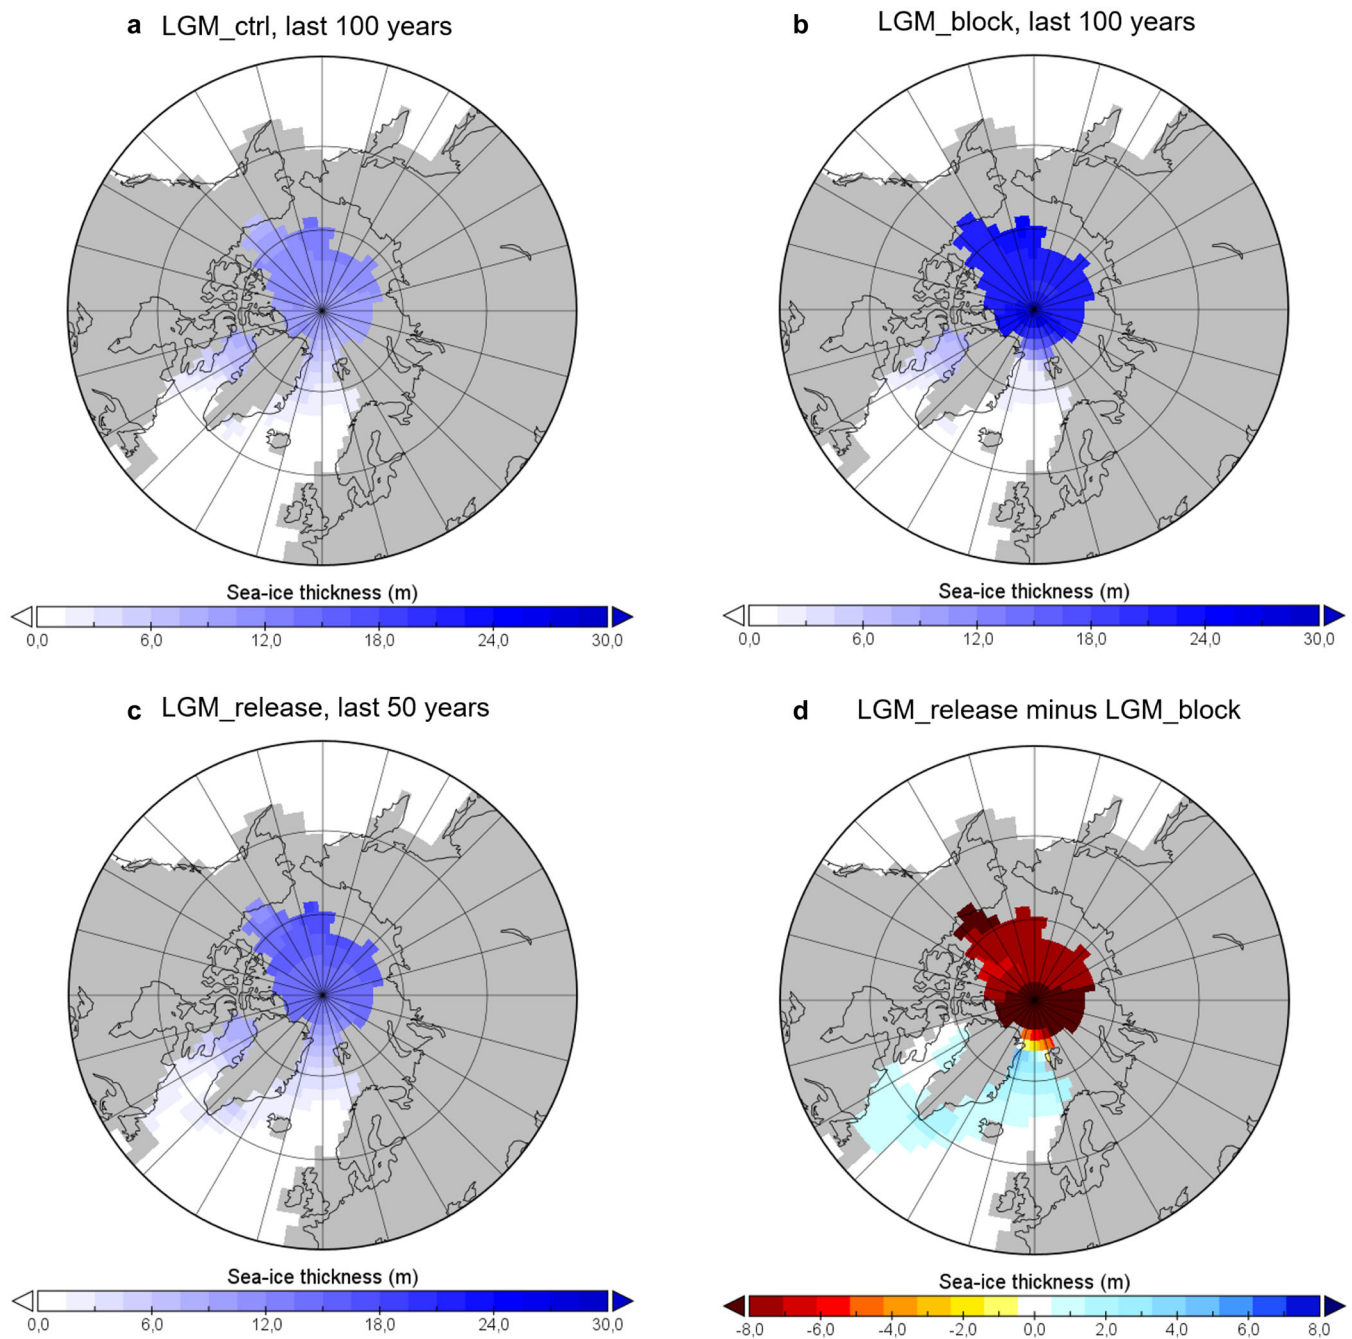 a LGM_ctrl, last 100 years
b LGM_block, last 100 years
Sea-ice thickness (m)
0,0 6,0 12,0 18,0 24,0 30,0
Sea-ice thickness (m)
0,0 6,0 12,0 18,0 24,0 30,0
c LGM_release, last 50 years
d LGM_release minus LGM_block
Sea-ice thickness (m)
0,0 6,0 12,0 18,0 24,0 30,0
Sea-ice thickness (m)
-8,0 -6,0 -4,0 -2,0 0,0 2,0 4,0 6,0 8,0